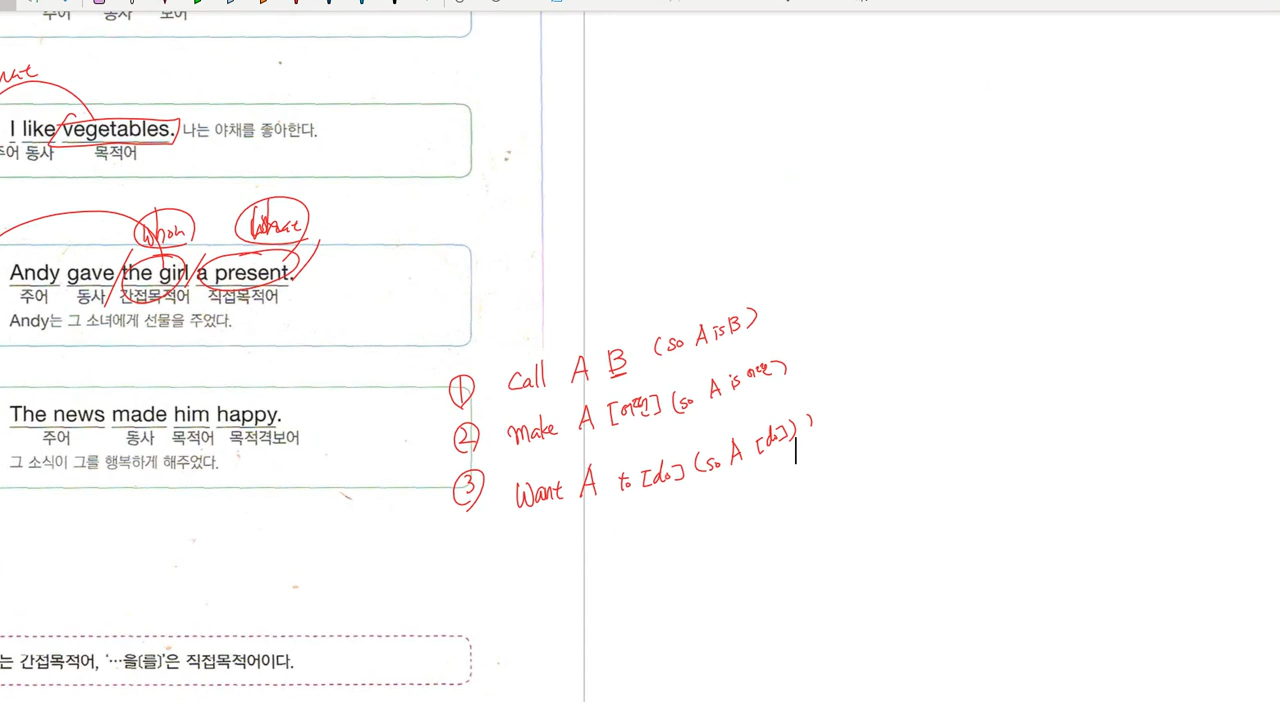 주어 동사 보어
I like vegetables. 나는 야채를 좋아한다.
주어 동사 목적어
whom what
Andy gave the girl a present.
주어 동사 간접목적어 직접목적어
Andy는 그 소녀에게 선물을 주었다.
The news made him happy.
주어 동사 목적어 목적격보어
그 소식이 그를 행복하게 해주었다.
① call A B (so A is B)
② make A [어떤] (so A is 어떤)
③ want A to [do] (so A [do])
는 간접목적어, ‘…을(를)’은 직접목적어이다.